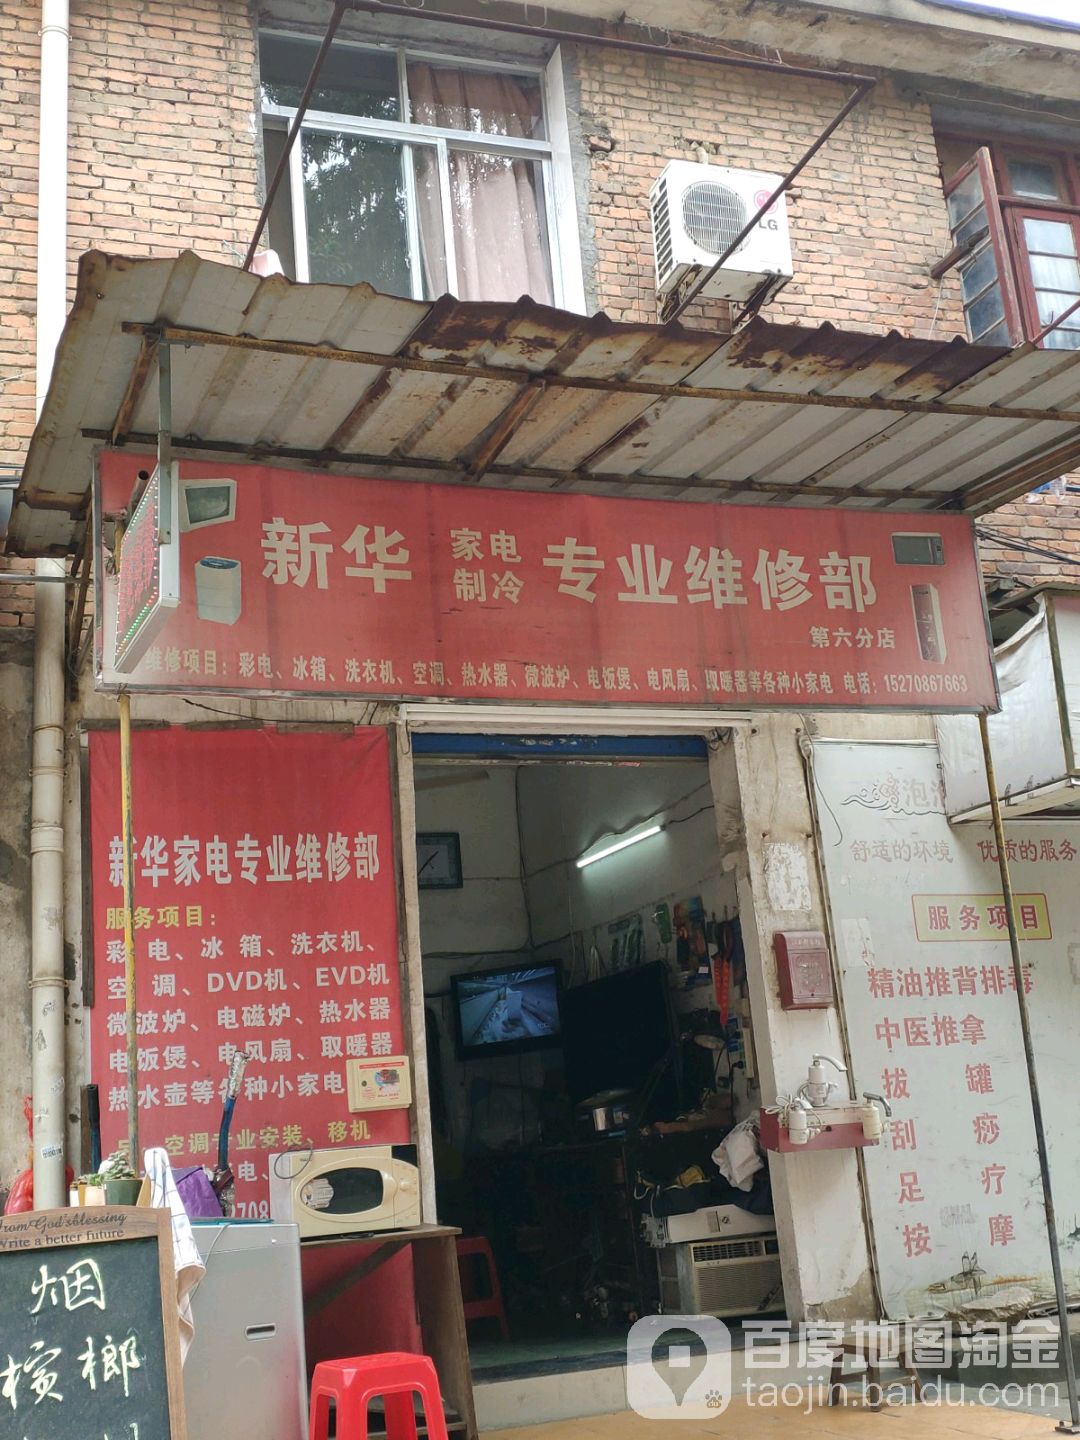 LG
新华 家电制冷 专业维修部
第六分店
维修项目：彩电、冰箱、洗衣机、空调、热水器、微波炉、电饭煲、电风扇、取暖器等各种小家电 电话：15270867663
新华家电专业维修部
服务项目：
彩 电、冰 箱、洗衣机、
空 调、DVD机、EVD机
微波炉、电磁炉、热水器
电饭煲、电风扇、取暖器
热水壶等各种小家电
空调专业安装、移机
电、
2708
舒适的环境 优质的服务
服务项目
精油推背排毒
中医推拿
拔 罐
刮 痧
足 疗
按 摩
from God's blessing
Write a better future
烟
槟榔
百度地图淘金
taojin.baidu.com